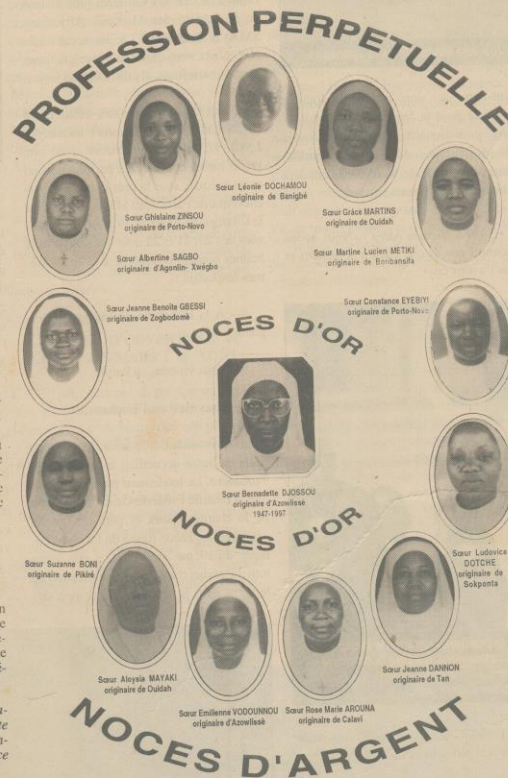 PROFESSION PERPETUELLE
Sœur Léonie DOCHAMOU
originaire de Banigbé
Sœur Ghislaine ZINSOU
originaire de Porto-Novo
Sœur Grâce MARTINS
originaire de Ouidah
Sœur Albertine SAGBO
originaire d'Agonlin- Xwégbo
Sœur Martine Lucien METIKI
originaire de Bonbansita
Sœur Jeanne Benoîte GBESSI
originaire de Zogbodomè
Sœur Constance EYEBIYI
originaire de Porto-Novo
NOCES D'OR
Sœur Bernadette DJOSSOU
originaire d'Azowlissè
1947-1997
NOCES D'OR
Sœur Suzanne BONI
originaire de Pikiré
Sœur Ludovica
DOTCHE
originaire de
Sokponta
Sœur Aloysia MAYAKI
originaire de Ouidah
Sœur Emilienne VODOUNNOU
originaire d'Azowlissè
Sœur Rose Marie AROUNA
originaire de Calavi
Sœur Jeanne DANNON
originaire de Tan
NOCES D'ARGENT